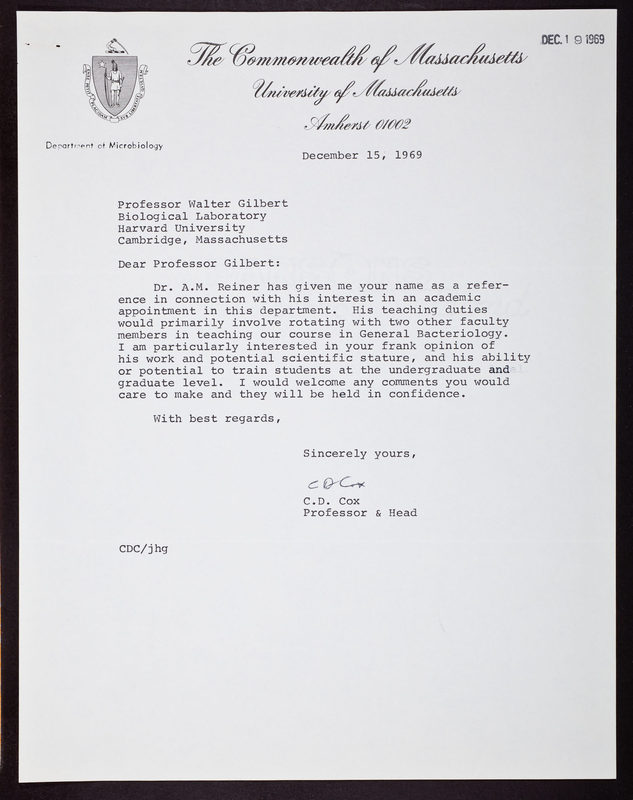 DEC. 1 9 1969
The Commonwealth of Massachusetts
University of Massachusetts
Amherst 01002
Department of Microbiology
December 15, 1969
Professor Walter Gilbert
Biological Laboratory
Harvard University
Cambridge, Massachusetts
Dear Professor Gilbert:
Dr. A.M. Reiner has given me your name as a refer-
ence in connection with his interest in an academic
appointment in this department. His teaching duties
would primarily involve rotating with two other faculty
members in teaching our course in General Bacteriology.
I am particularly interested in your frank opinion of
his work and potential scientific stature, and his ability
or potential to train students at the undergraduate and
graduate level. I would welcome any comments you would
care to make and they will be held in confidence.
With best regards,
Sincerely yours,
C D Cox
C.D. Cox
Professor & Head
CDC/jhg